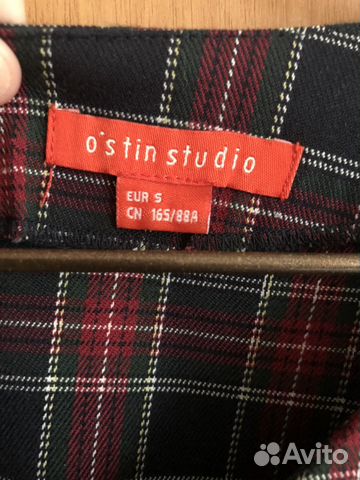 o'stin studio
EUR S
CN 165/88A
Avito